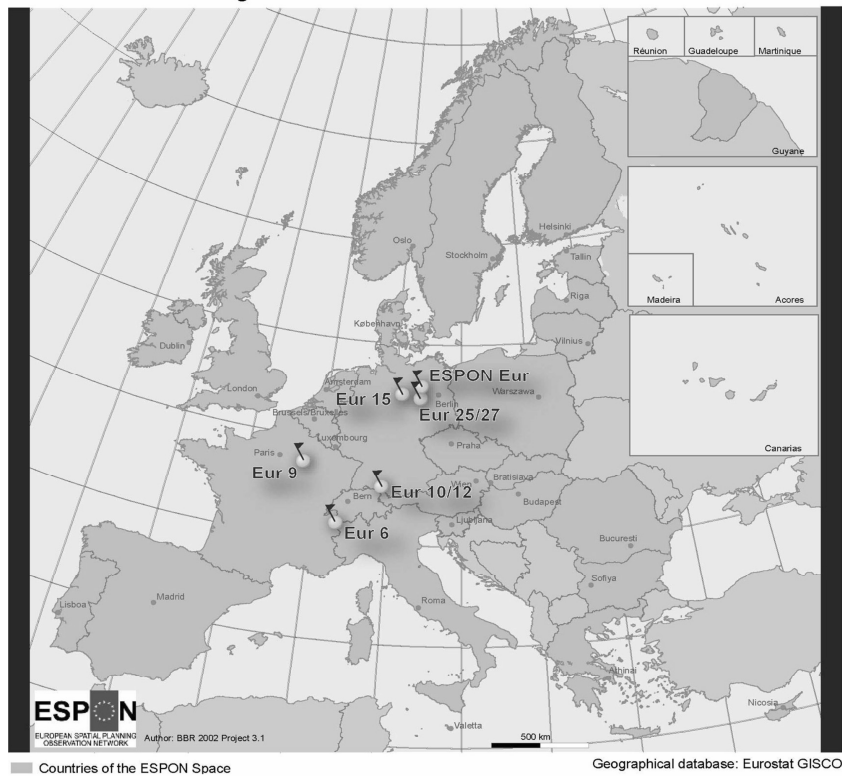 Réunion
Guadeloupe
Martinique
Guyane
Oslo
Helsinki
Stockholm
Tallin
Riga
Madeira
Acores
København
Vilnius
Dublin
ESPON Eur
London
Amsterdam
Eur 15
Berlin
Warszawa
Brussels/Bruxelles
Eur 25/27
Luxembourg
Praha
Canarias
Paris
Eur 9
Wien
Bratislava
Bern
Eur 10/12
Budapest
Ljubljana
Eur 6
Bucuresti
Sofiya
Madrid
Lisboa
Roma
Athinai
Nicosia
Valetta
ESPON
EUROPEAN SPATIAL PLANNING
OBSERVATION NETWORK
Author: BBR 2002 Project 3.1
500 km
Countries of the ESPON Space
Geographical database: Eurostat GISCO